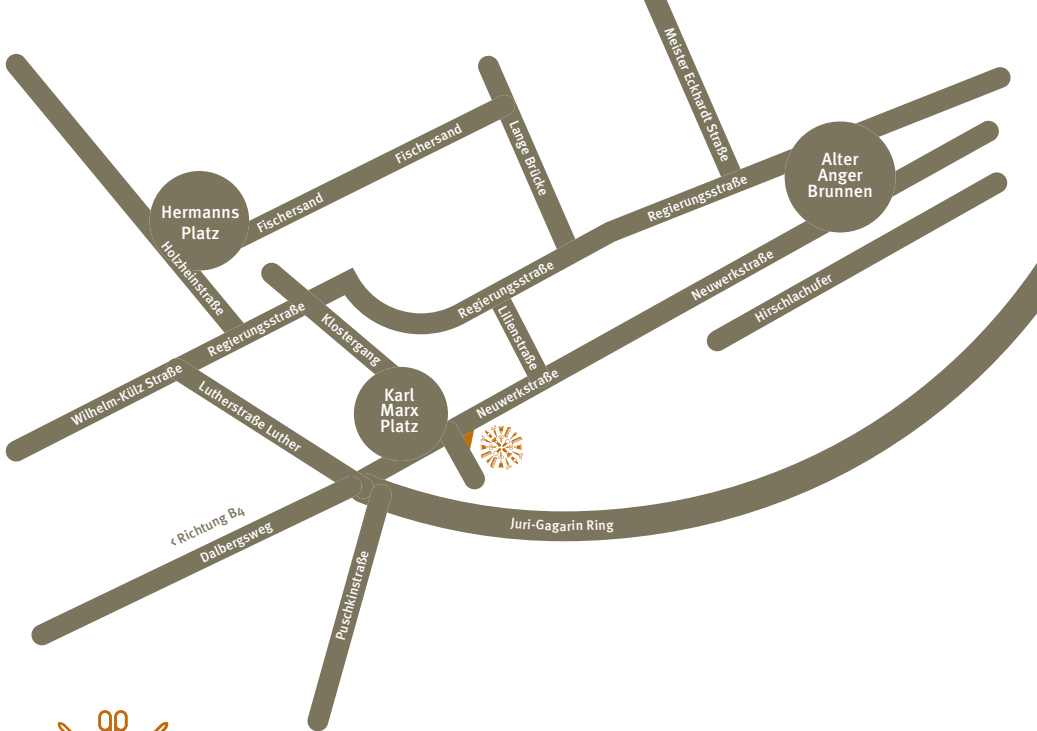 Meister Eckhardt Straße
Fischersand
Lange Brücke
Alter
Anger
Brunnen
Fischersand
Hermanns
Platz
Regierungsstraße
Holzheinstraße
Regierungsstraße
Neuwerkstraße
Hirschlachufer
Regierungsstraße
Klostergang
Lilienstraße
Wilhelm-Külz Straße
Lutherstraße Luther
Karl
Marx
Platz
Neuwerkstraße
‹ Richtung B4
Dalbergsweg
Juri-Gagarin Ring
Puschkinstraße